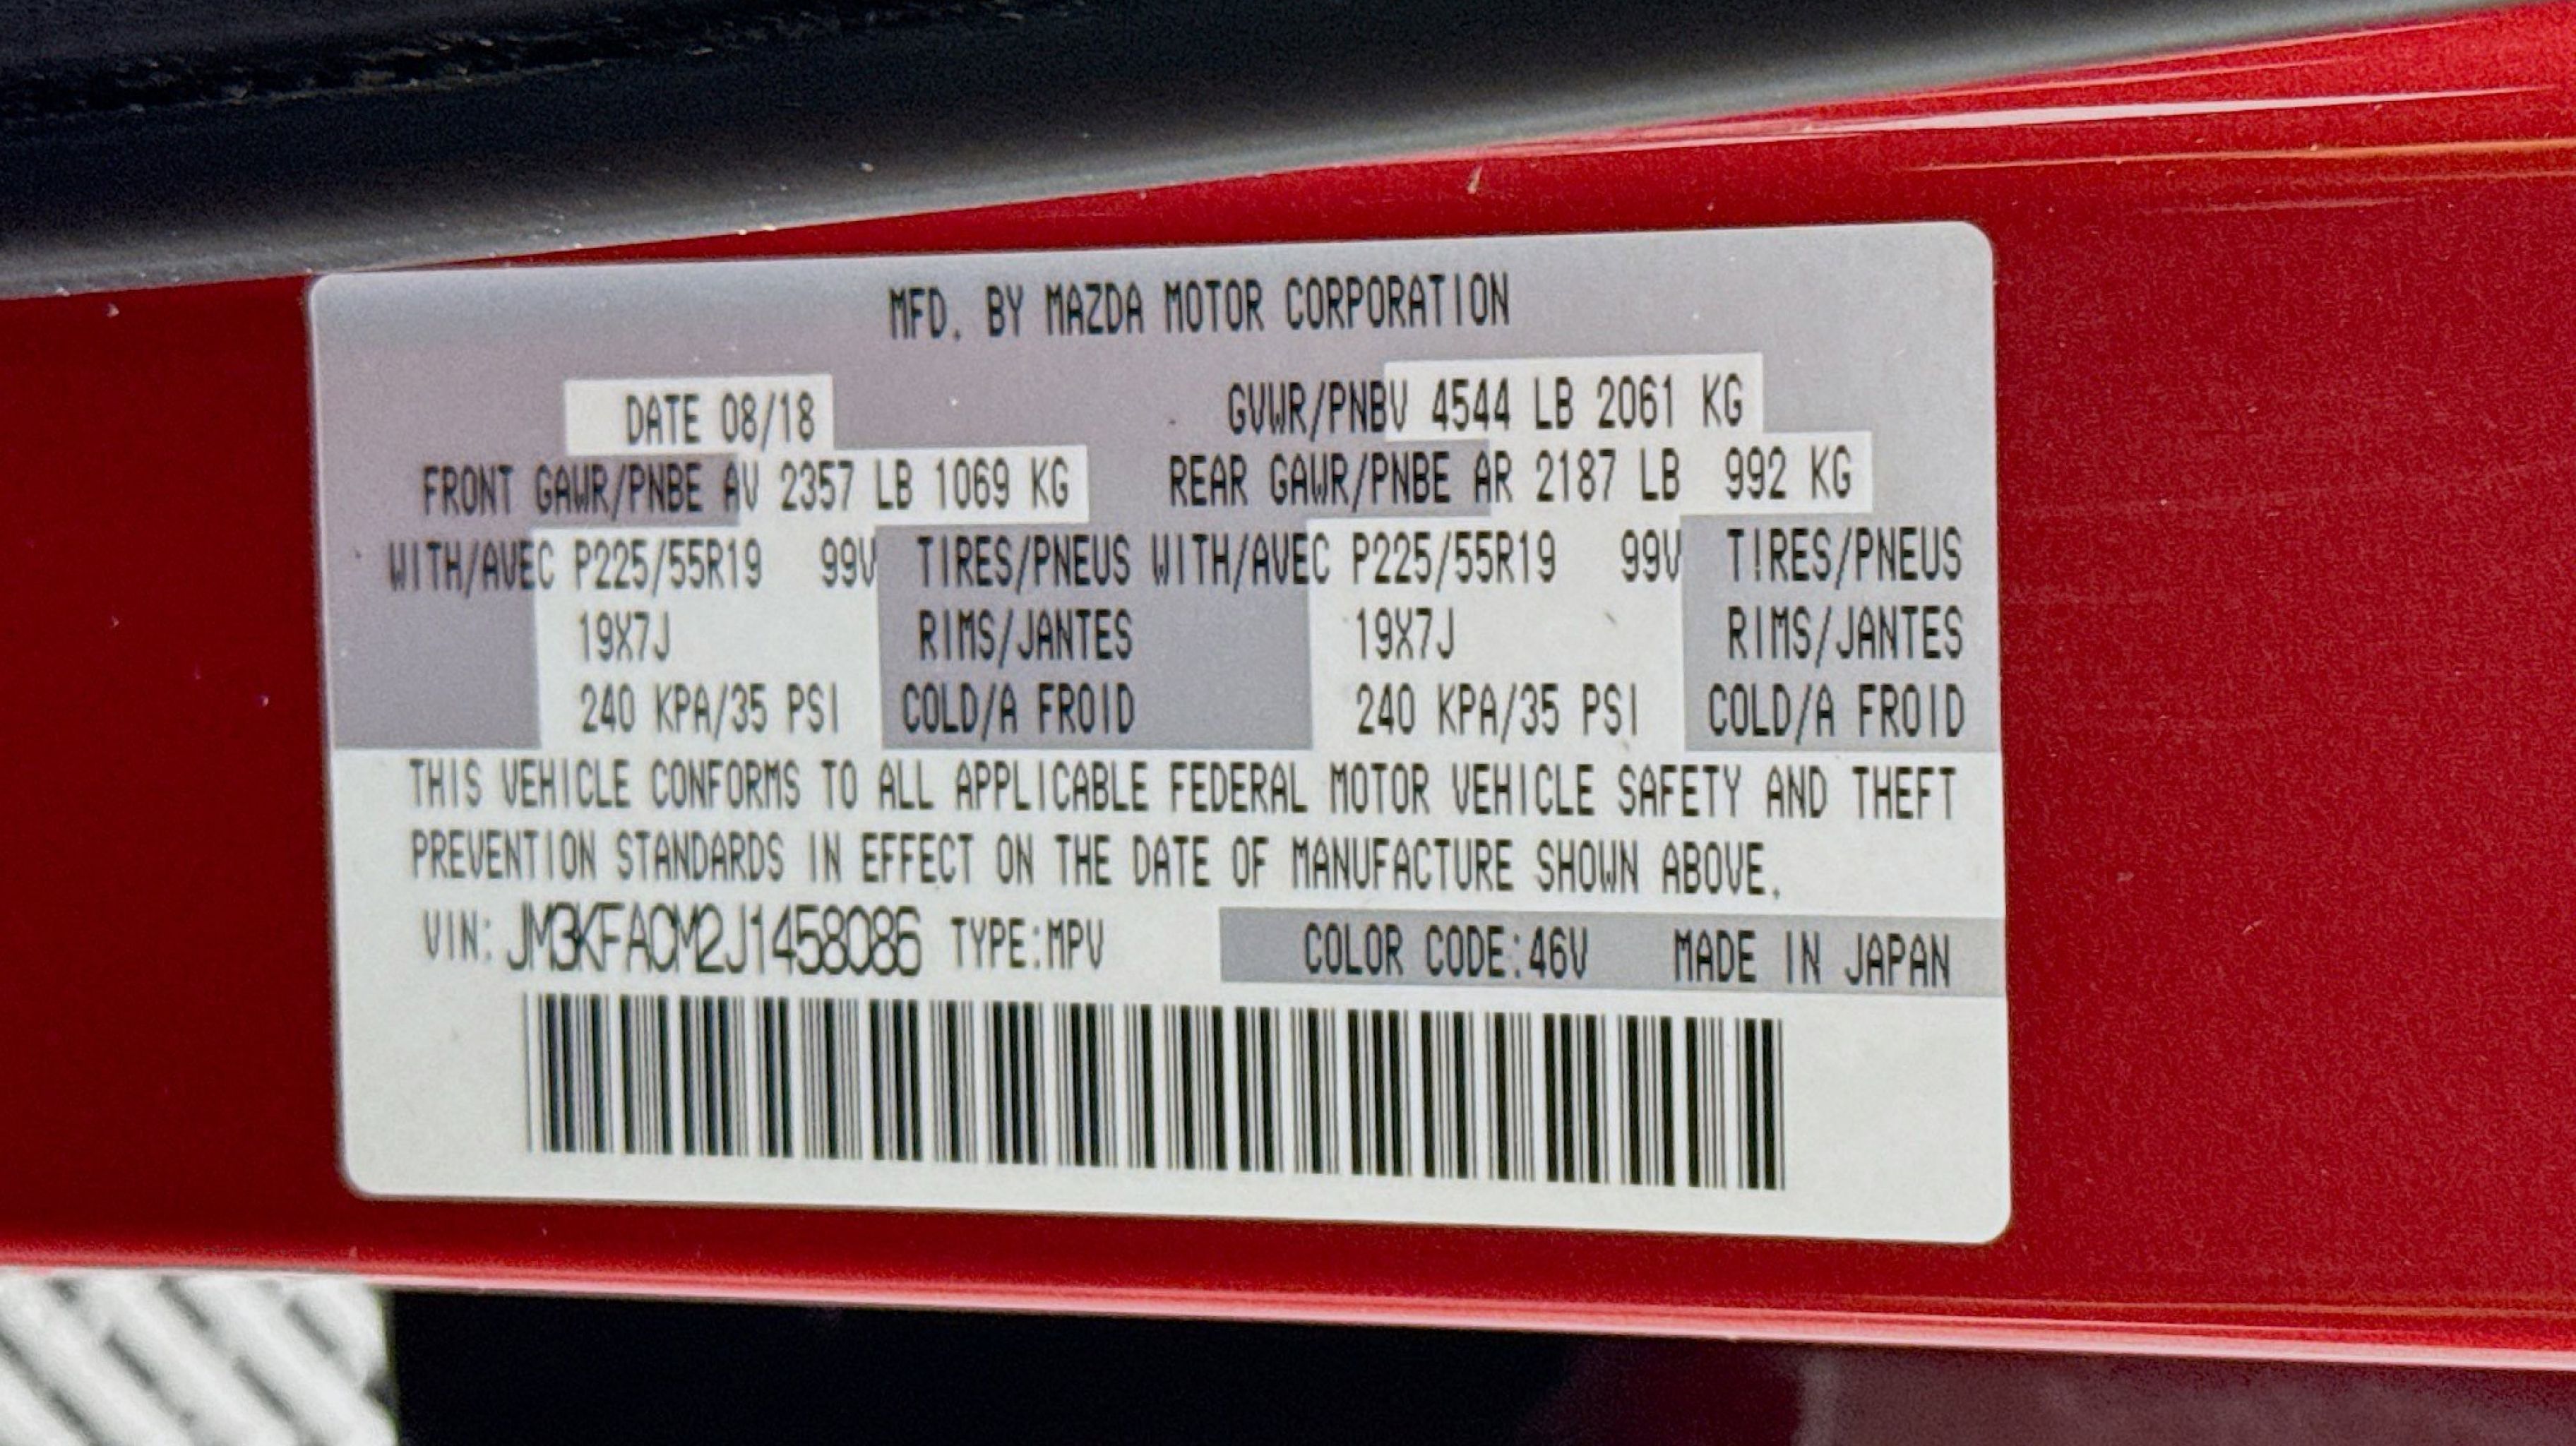 MFD. BY MAZDA MOTOR CORPORATION
DATE 08/18 GVWR/PNBV 4544 LB 2061 KG
FRONT GAWR/PNBE AV 2357 LB 1069 KG REAR GAWR/PNBE AR 2187 LB 992 KG
WITH/AVEC P225/55R19 99V TIRES/PNEUS WITH/AVEC P225/55R19 99V TIRES/PNEUS
19X7J RIMS/JANTES 19X7J RIMS/JANTES
240 KPA/35 PSI COLD/A FROID 240 KPA/35 PSI COLD/A FROID
THIS VEHICLE CONFORMS TO ALL APPLICABLE FEDERAL MOTOR VEHICLE SAFETY AND THEFT
PREVENTION STANDARDS IN EFFECT ON THE DATE OF MANUFACTURE SHOWN ABOVE.
VIN: JM3KFACM2J1458086 TYPE:MPV COLOR CODE:46V MADE IN JAPAN